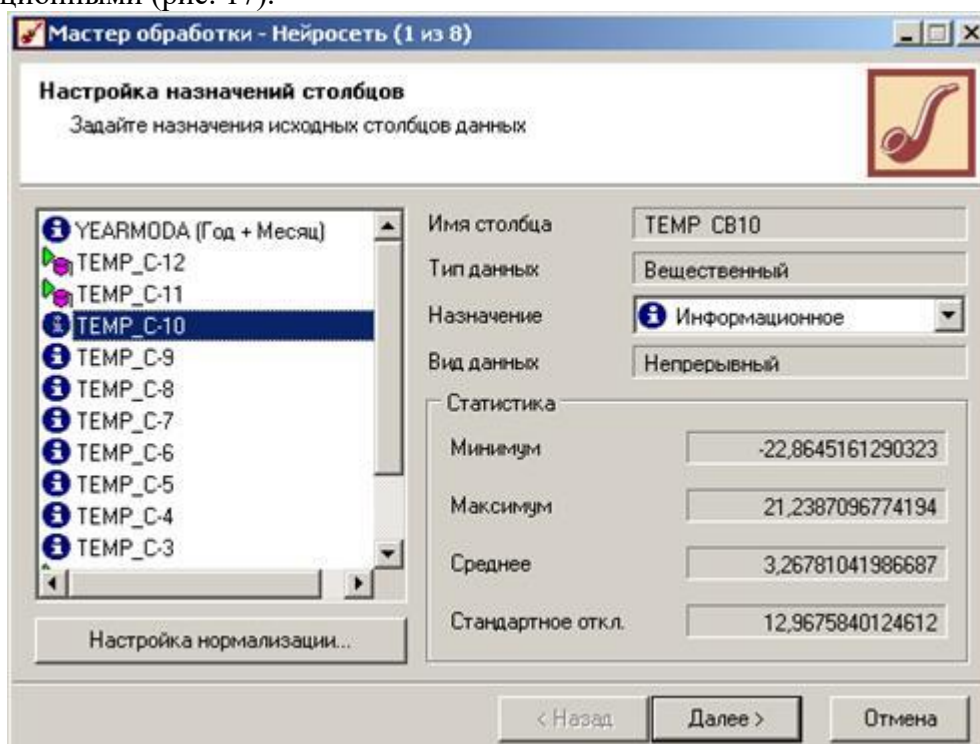 ционными (рис. 17).
Мастер обработки - Нейросеть (1 из 8)
Настройка назначений столбцов
Задайте назначения исходных столбцов данных
YEARMODA (Год + Месяц)
TEMP_C-12
TEMP_C-11
TEMP_C-10
TEMP_C-9
TEMP_C-8
TEMP_C-7
TEMP_C-6
TEMP_C-5
TEMP_C-4
TEMP_C-3
Настройка нормализации...
Имя столбца TEMP CB10
Тип данных Вещественный
Назначение Информационное
Вид данных Непрерывный
Статистика
Минимум -22,8645161290323
Максимум 21,2387096774194
Среднее 3,26781041986687
Стандартное откл. 12,9675840124612
< Назад Далее > Отмена